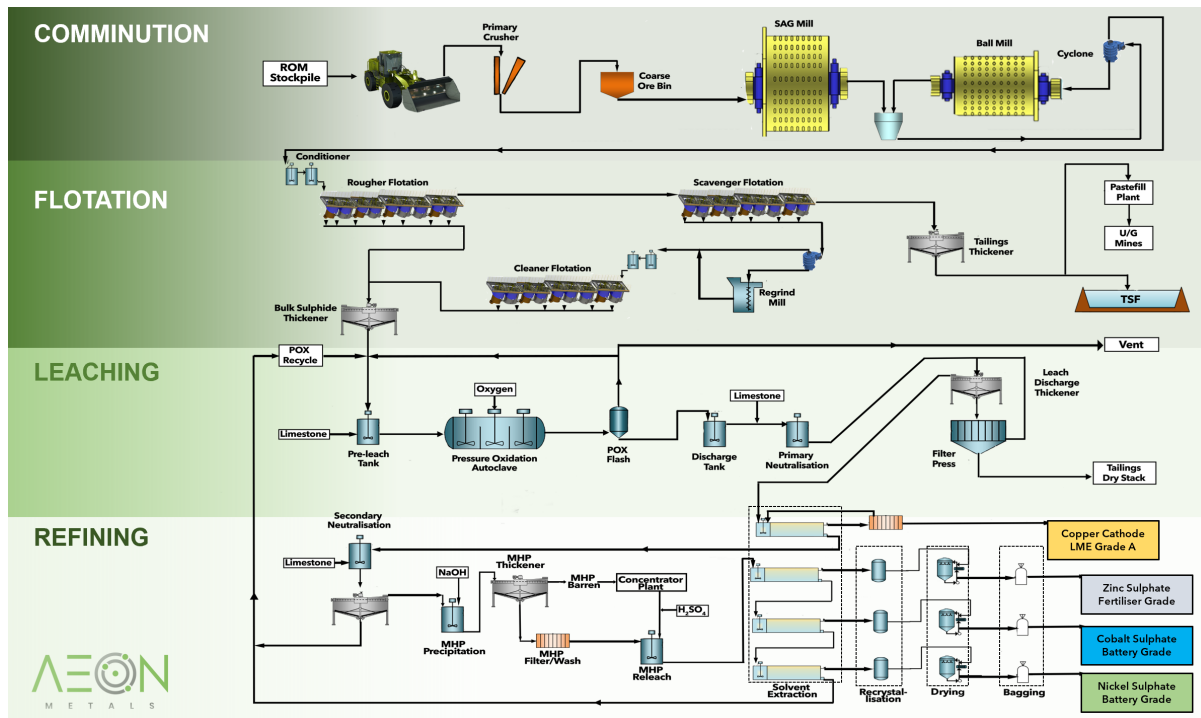 COMMINUTION
ROM
Stockpile
Primary
Crusher
Coarse
Ore Bin
SAG Mill
Ball Mill
Cyclone
FLOTATION
Conditioner
Rougher Flotation
Scavenger Flotation
Cleaner Flotation
Regrind
Mill
Tailings
Thickener
Pastefill
Plant
U/G
Mines
TSF
Bulk Sulphide
Thickener
LEACHING
POX
Recycle
Vent
Limestone
Pre-leach
Tank
Oxygen
Pressure Oxidation
Autoclave
POX
Flash
Discharge
Tank
Limestone
Primary
Neutralisation
Leach
Discharge
Thickener
Filter
Press
Tailings
Dry Stack
REFINING
Secondary
Neutralisation
Limestone
NaOH
MHP
Precipitation
MHP
Thickener
MHP
Barren
Concentrator
Plant
H2SO4
MHP
Filter/Wash
MHP
Releach
Solvent
Extraction
Recrystal-
lisation
Drying
Bagging
Copper Cathode
LME Grade A
Zinc Sulphate
Fertiliser Grade
Cobalt Sulphate
Battery Grade
Nickel Sulphate
Battery Grade
AEON
METALS